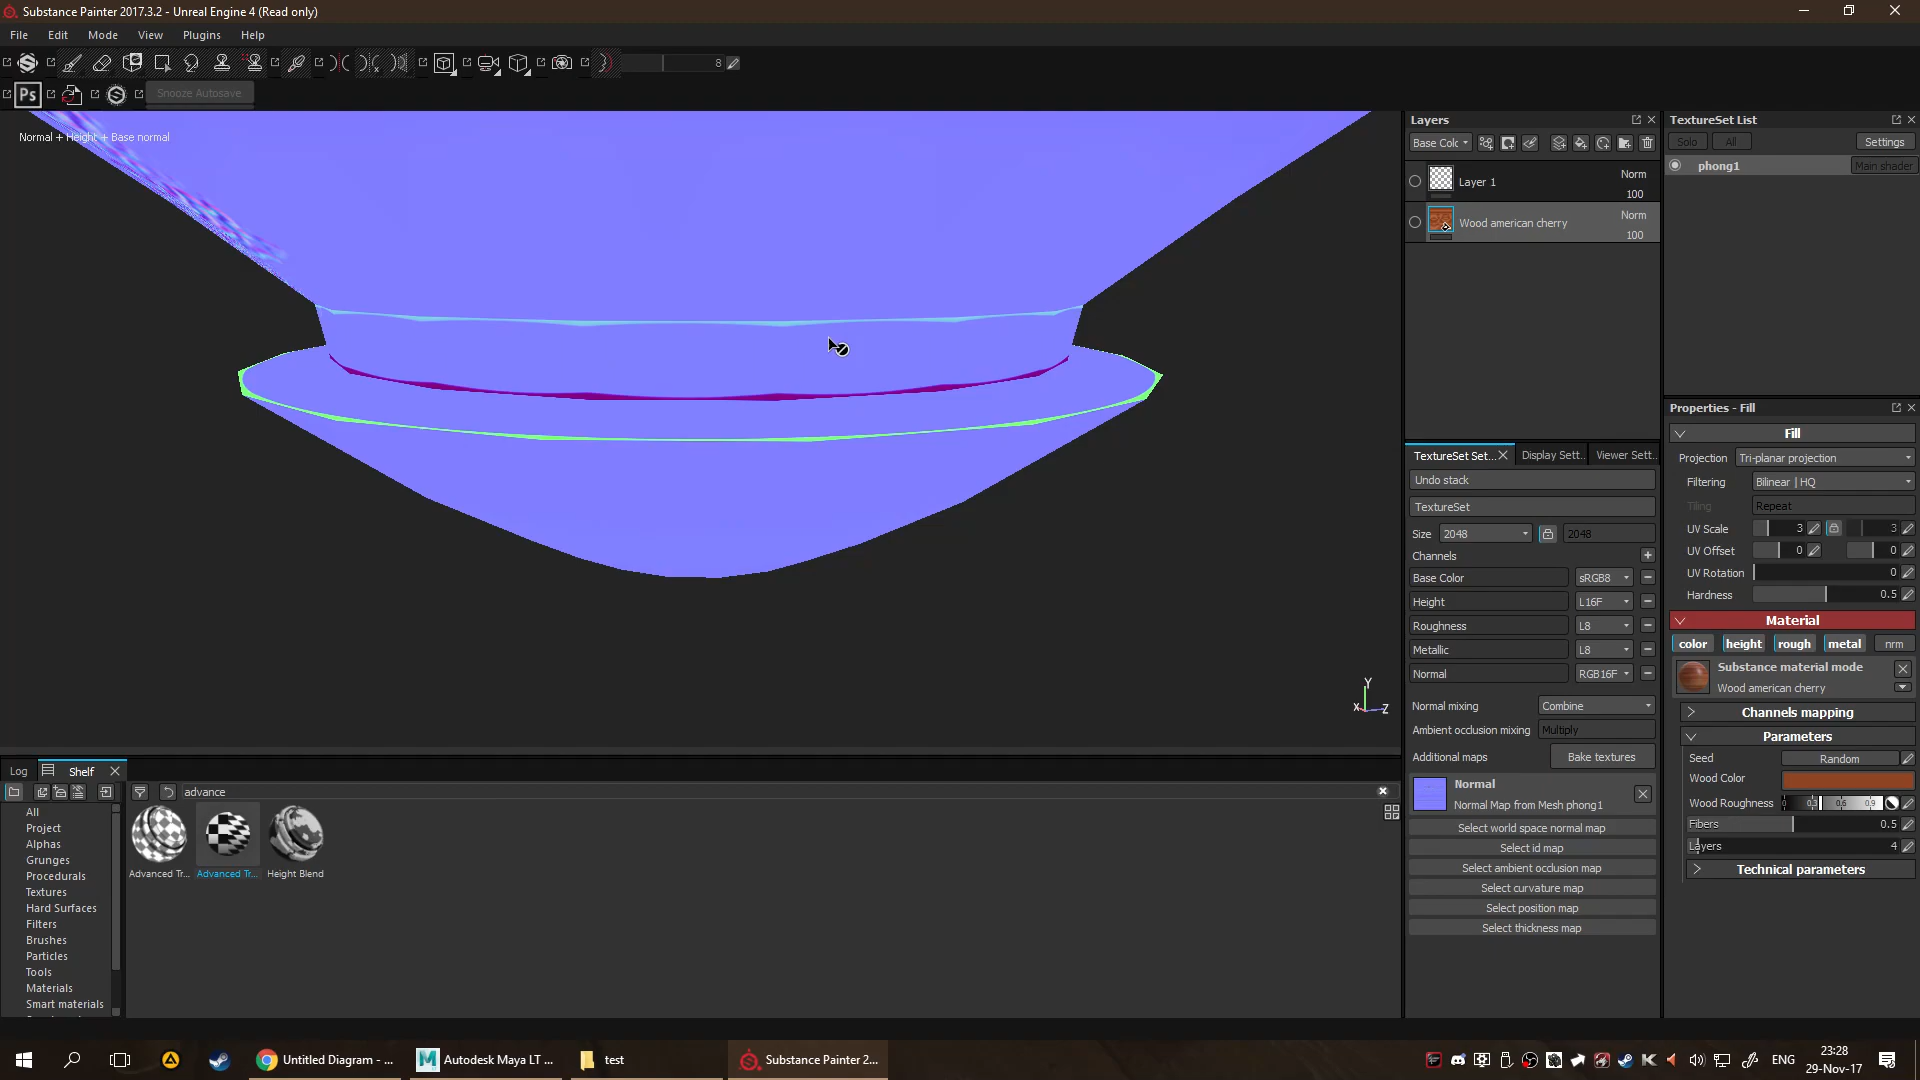 Substance Painter 2017.3.2 - Unreal Engine 4 (Read only)
File Edit Mode View Plugins Help
8
Ps Snooze Autosave
Normal + Height + Base normal
Layers
Base Colc
Layer 1 Norm
100
Wood american cherry Norm
100
TextureSet List
Solo All Settings
phong1 Main shader
TextureSet Set... Display Sett.. Viewer Sett..
Undo stack
TextureSet
Size 2048 2048
Channels
Base Color sRGB8
Height L16F
Roughness L8
Metallic L8
Normal RGB16F
Normal mixing Combine
Ambient occlusion mixing Multiply
Additional maps Bake textures
Normal
Normal Map from Mesh phong1
Select world space normal map
Select id map
Select ambient occlusion map
Select curvature map
Select position map
Select thickness map
Properties - Fill
Fill
Projection Tri-planar projection
Filtering Bilinear | HQ
Tiling Repeat
UV Scale 3 3
UV Offset 0 0
UV Rotation 0
Hardness 0.5
Material
color height rough metal nrm
Substance material mode
Wood american cherry
Channels mapping
Parameters
Seed Random
Wood Color
Wood Roughness 0 0.3 0.6 0.9
Fibers 0.5
Layers 4
Technical parameters
Y
X Z
Log Shelf
advance
All
Project
Alphas
Grunges
Procedurals
Textures
Hard Surfaces
Filters
Brushes
Particles
Tools
Materials
Smart materials
Advanced Tr... Advanced Tr... Height Blend
Untitled Diagram - ... Autodesk Maya LT ... test Substance Painter 2...
ENG 23:28
29-Nov-17